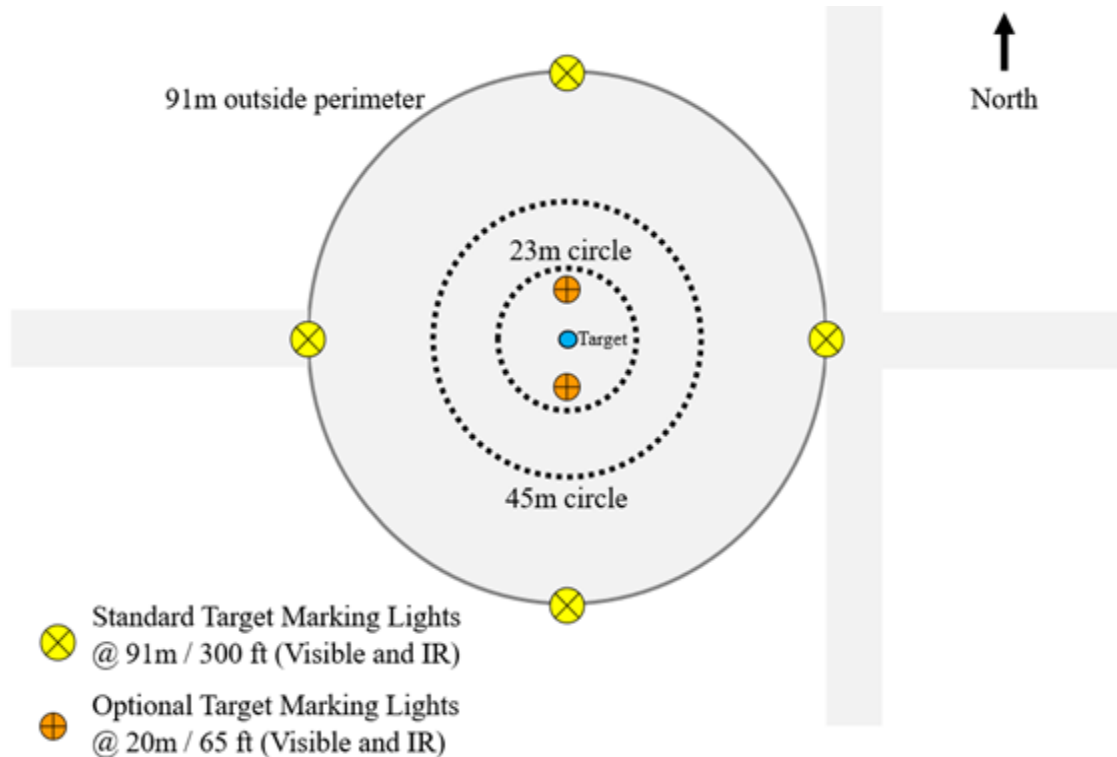 91m outside perimeter
North
23m circle
Target
45m circle
Standard Target Marking Lights
@ 91m / 300 ft (Visible and IR)
Optional Target Marking Lights
@ 20m / 65 ft (Visible and IR)